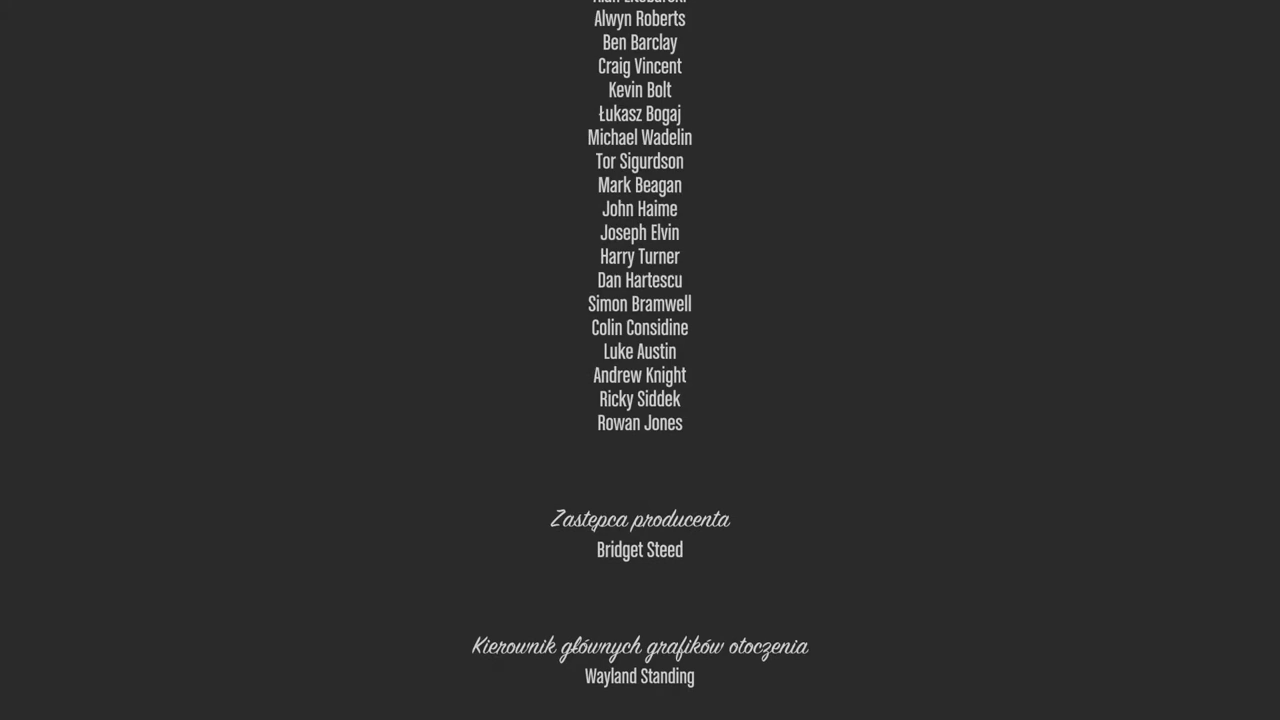 Alwyn Roberts
Ben Barclay
Craig Vincent
Kevin Bolt
Łukasz Bogaj
Michael Wadelin
Tor Sigurdson
Mark Beagan
John Haime
Joseph Elvin
Harry Turner
Dan Hartescu
Simon Bramwell
Colin Considine
Luke Austin
Andrew Knight
Ricky Siddek
Rowan Jones
Zastępca producenta
Bridget Steed
Kierownik głównych grafików otoczenia
Wayland Standing